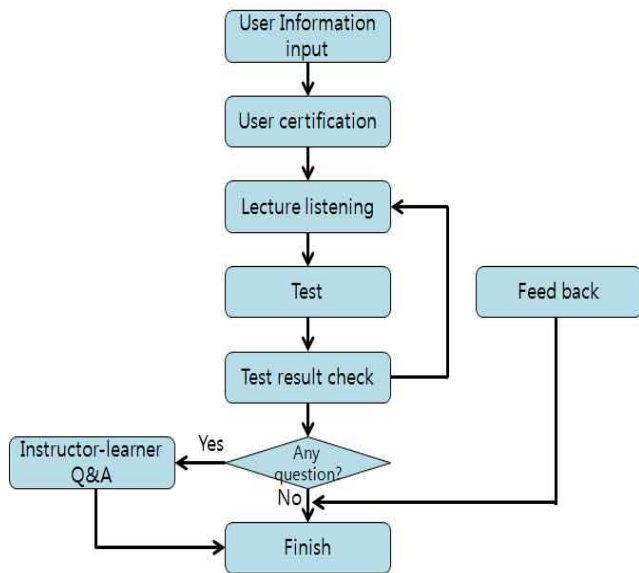 User Information
input
User certification
Lecture listening
Test
Feed back
Test result check
Instructor-learner
Q&A
Yes
Any
question?
No
Finish